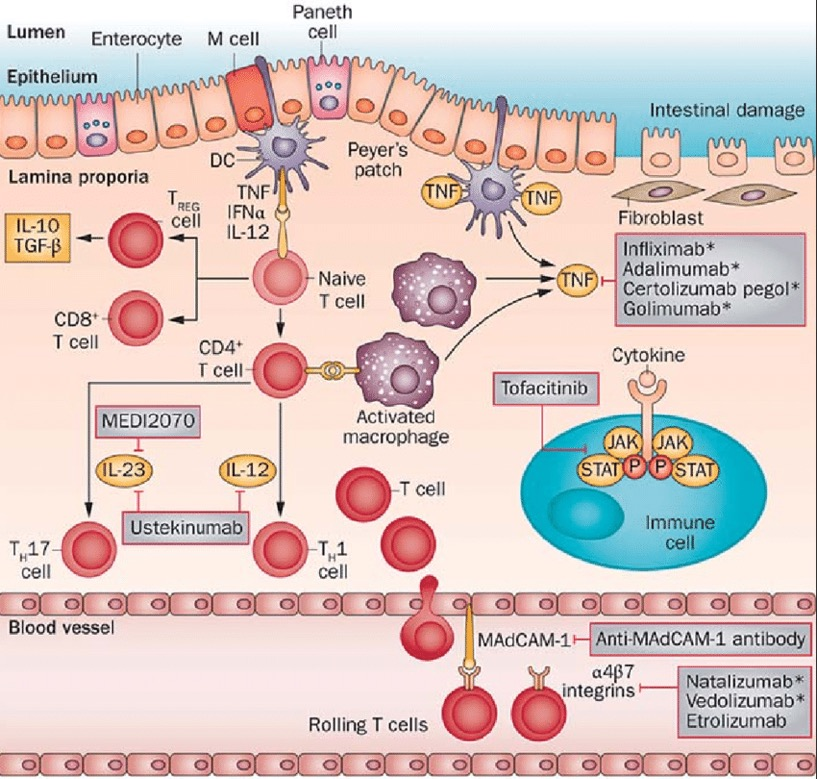 Lumen
Enterocyte
M cell
Paneth
cell
Epithelium
Intestinal damage
DC
Peyer's
patch
Lamina proporia
TNF
IFNα
IL-12
TNF
TNF
Fibroblast
T_REG
cell
IL-10
TGF-β
Naive
T cell
TNF
Infliximab*
Adalimumab*
Certolizumab pegol*
Golimumab*
CD8⁺
T cell
CD4⁺
T cell
Activated
macrophage
Cytokine
Tofacitinib
JAK
JAK
STAT
P
P
STAT
Immune
cell
MEDI2070
IL-23
IL-12
Ustekinumab
T cell
T_H17
cell
T_H1
cell
Blood vessel
MAdCAM-1
Anti-MAdCAM-1 antibody
α4β7
integrins
Natalizumab*
Vedolizumab*
Etrolizumab
Rolling T cells